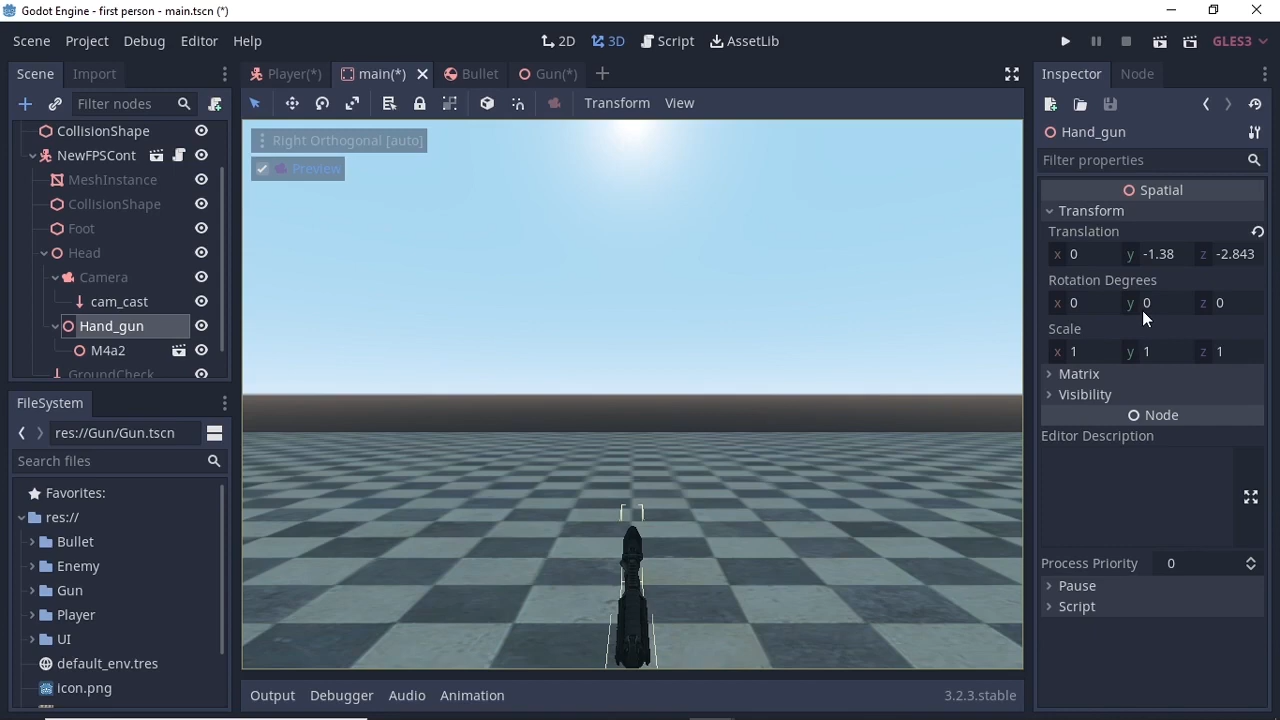 Godot Engine - first person - main.tscn (*)
Scene Project Debug Editor Help
2D 3D Script AssetLib
GLES3
Scene Import
Filter nodes
CollisionShape
NewFPSCont
MeshInstance
CollisionShape
Foot
Head
Camera
cam_cast
Hand_gun
M4a2
GroundCheck
FileSystem
res://Gun/Gun.tscn
Search files
Favorites:
res://
Bullet
Enemy
Gun
Player
UI
default_env.tres
icon.png
Player(*) main(*) Bullet Gun(*)
Transform View
Right Orthogonal [auto]
Preview
Output Debugger Audio Animation 3.2.3.stable
Inspector Node
Hand_gun
Filter properties
Spatial
Transform
Translation
x 0 y -1.38 z -2.843
Rotation Degrees
x 0 y 0 z 0
Scale
x 1 y 1 z 1
Matrix
Visibility
Node
Editor Description
Process Priority 0
Pause
Script